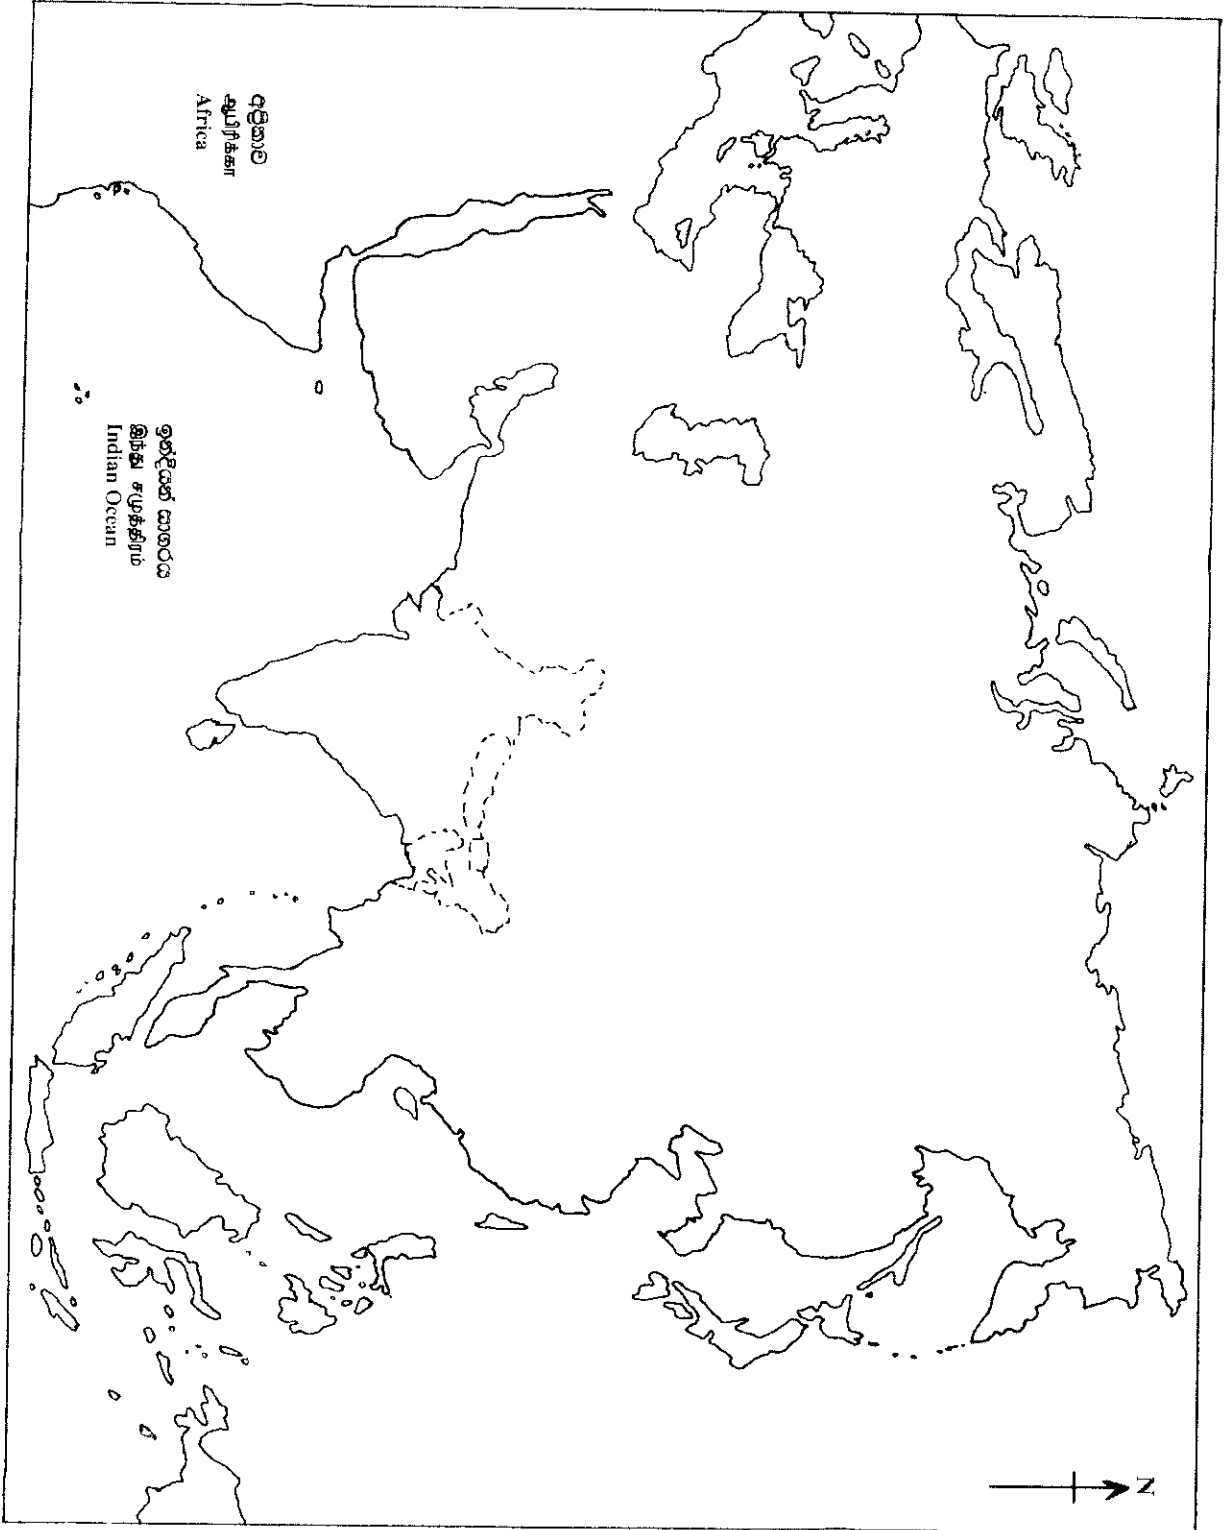 අප්‍රිකාව
ஆபிரிக்கா
Africa
ඉන්දියන් සාගරය
இந்து சமுத்திரம்
Indian Ocean
N